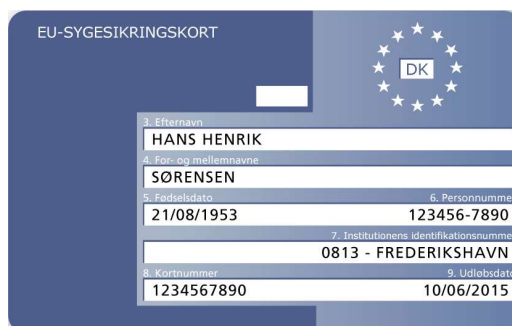 EU-SYGESIKRINGSKORT
DK
3. Efternavn
HANS HENRIK
4. For- og mellemnavne
SØRENSEN
5. Fødselsdato 6. Personnumme
21/08/1953 123456-7890
7. Institutionens identifikationsnumme
0813 - FREDERIKSHAVN
8. Kortnummer 9. Udløbsdato
1234567890 10/06/2015